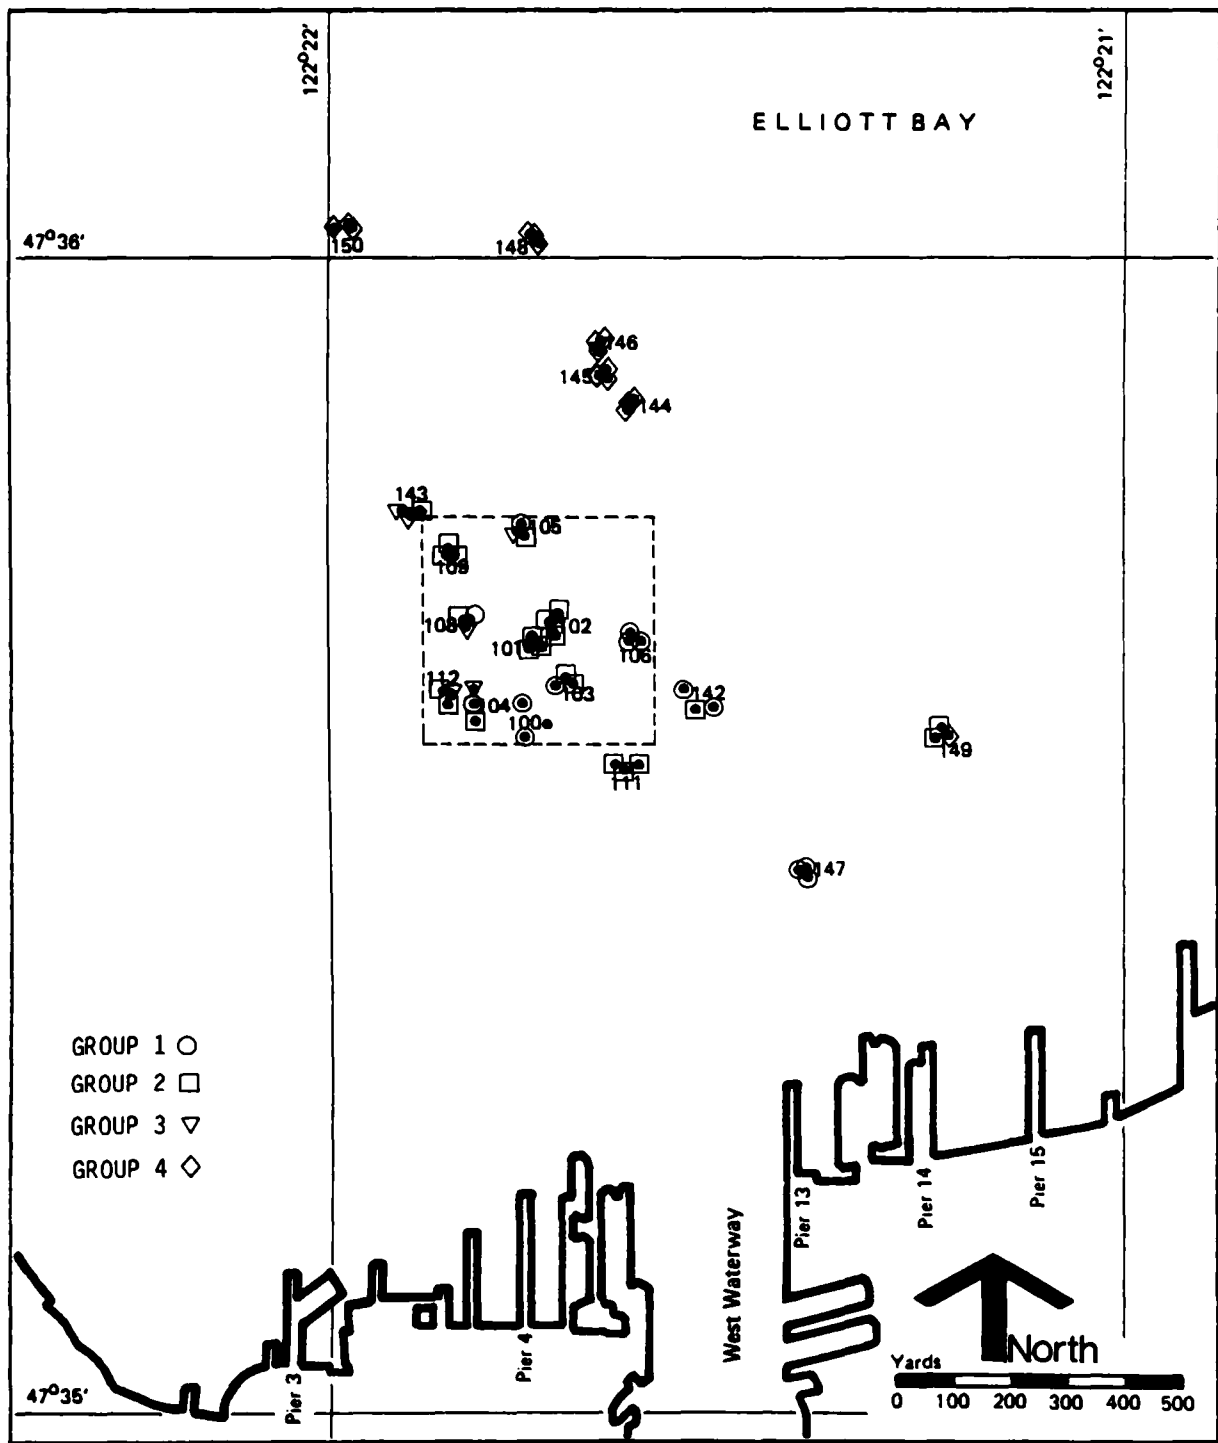 122°22'
122°21'
ELLIOTT BAY
47°36'
150
148
146
145
144
143
105
109
108
102
101
106
112
104
103
142
100
149
111
147
GROUP 1
GROUP 2
GROUP 3
GROUP 4
Pier 3
Pier 4
West Waterway
Pier 13
Pier 14
Pier 15
North
Yards
0 100 200 300 400 500
47°35'